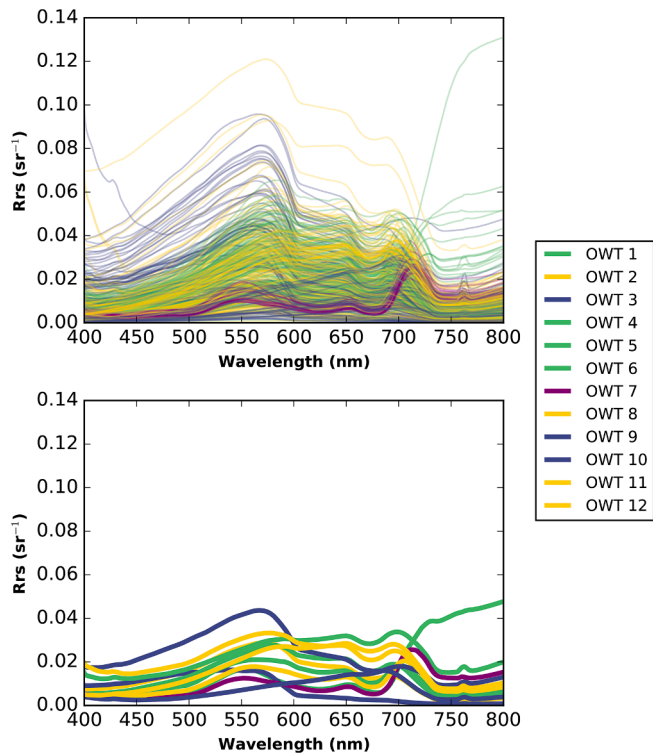 0.14
0.12
0.10
0.08
0.06
0.04
0.02
0.00
Rrs (sr⁻¹)
400 450 500 550 600 650 700 750 800
Wavelength (nm)
0.14
0.12
0.10
0.08
0.06
0.04
0.02
0.00
Rrs (sr⁻¹)
400 450 500 550 600 650 700 750 800
Wavelength (nm)
OWT 1
OWT 2
OWT 3
OWT 4
OWT 5
OWT 6
OWT 7
OWT 8
OWT 9
OWT 10
OWT 11
OWT 12